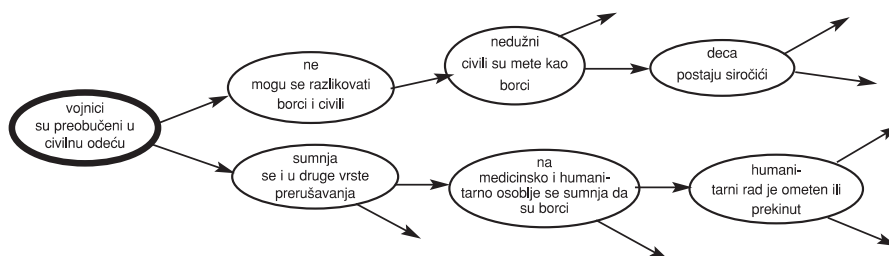 vojnici
su preobučeni u
civilnu odeću
ne
mogu se razlikovati
borci i civili
nedužni
civili su mete kao
borci
deca
postaju siročići
sumnja
se i u druge vrste
prerušavanja
na
medicinsko i humani-
tarno osoblje se sumnja da
su borci
humani-
tarni rad je ometen ili
prekinut